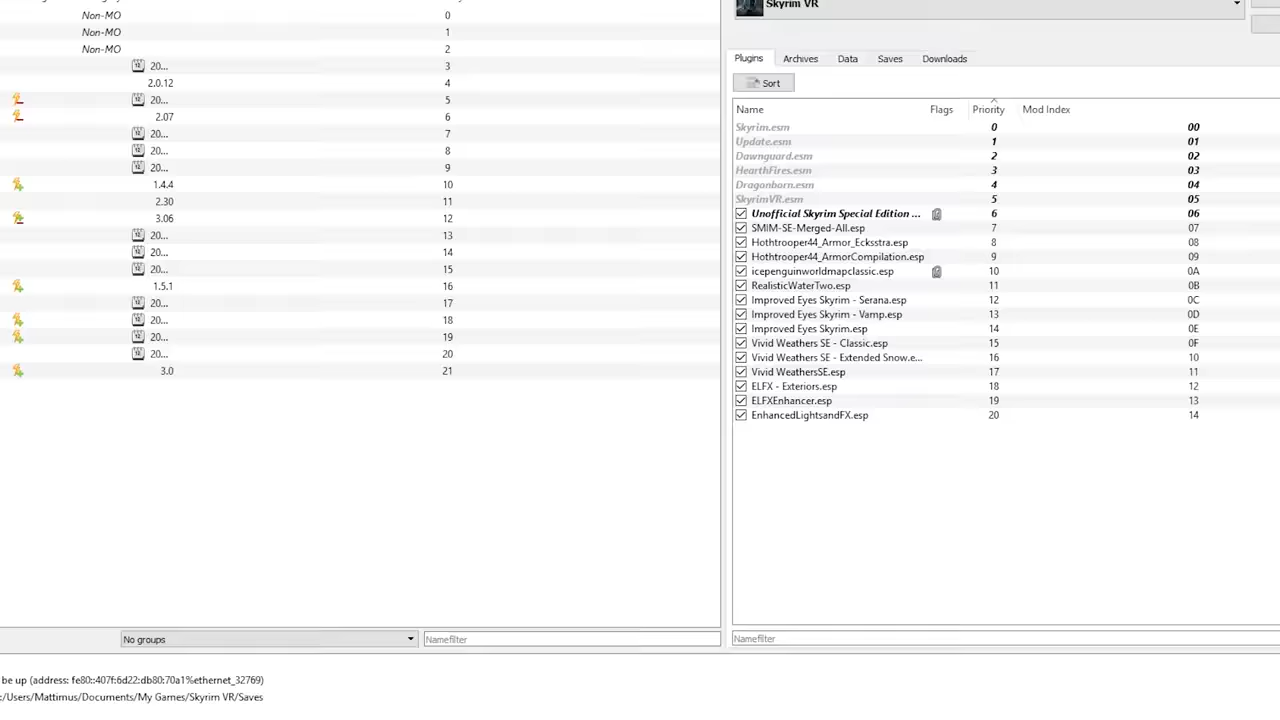 Skyrim VR
Non-MO 0
Non-MO 1
Non-MO 2
20... 3
2.0.12 4
20... 5
2.07 6
20... 7
20... 8
20... 9
1.4.4 10
2.30 11
3.06 12
20... 13
20... 14
20... 15
1.5.1 16
20... 17
20... 18
20... 19
20... 20
3.0 21
No groups
Namefilter
Plugins Archives Data Saves Downloads
Sort
Name Flags Priority Mod Index
Skyrim.esm 0 00
Update.esm 1 01
Dawnguard.esm 2 02
HearthFires.esm 3 03
Dragonborn.esm 4 04
SkyrimVR.esm 5 05
Unofficial Skyrim Special Edition ... 6 06
SMIM-SE-Merged-All.esp 7 07
Hothtrooper44_Armor_Ecksstra.esp 8 08
Hothtrooper44_ArmorCompilation.esp 9 09
icepenguinworldmapclassic.esp 10 0A
RealisticWaterTwo.esp 11 0B
Improved Eyes Skyrim - Serana.esp 12 0C
Improved Eyes Skyrim - Vamp.esp 13 0D
Improved Eyes Skyrim.esp 14 0E
Vivid Weathers SE - Classic.esp 15 0F
Vivid Weathers SE - Extended Snow.e... 16 10
Vivid WeathersSE.esp 17 11
ELFX - Exteriors.esp 18 12
ELFXEnhancer.esp 19 13
EnhancedLightsandFX.esp 20 14
Namefilter
be up (address: fe80::407f:6d22:db80:70a1%ethernet_32769)
:/Users/Mattimus/Documents/My Games/Skyrim VR/Saves